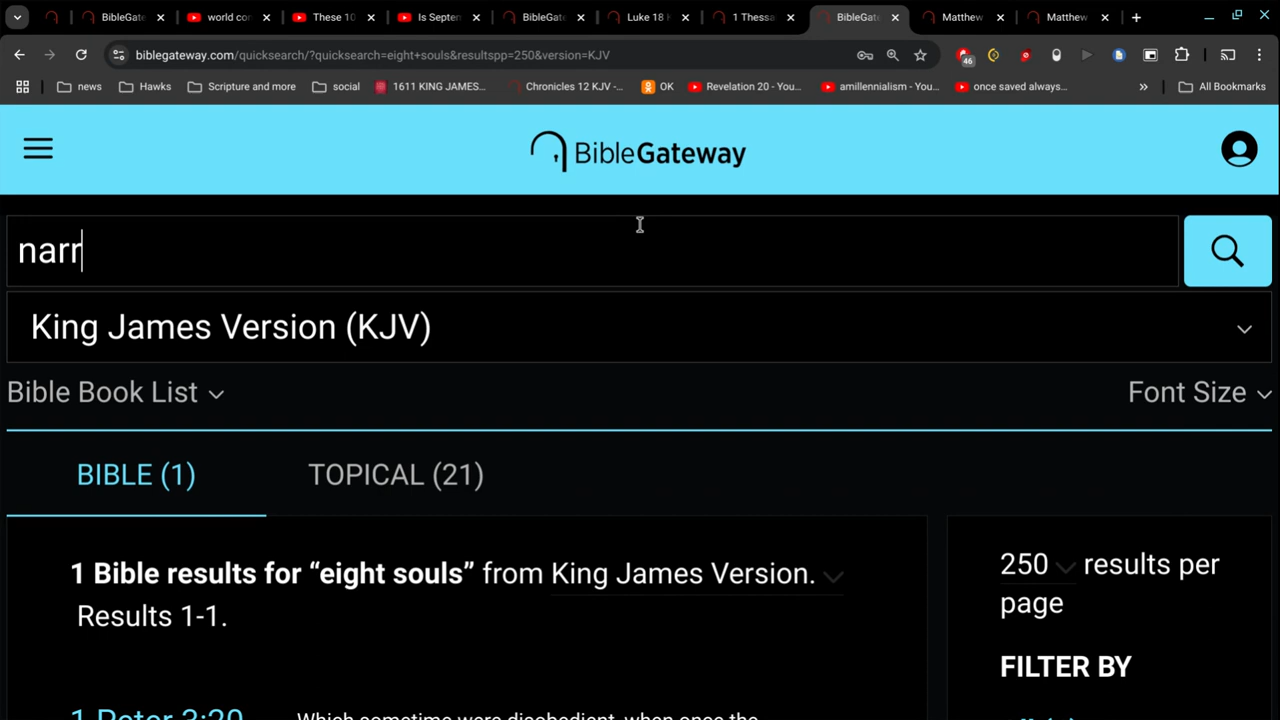 BibleGate
world cor
These 10
Is Septen
BibleGate
Luke 18 K
1 Thessa
BibleGate
Matthew
Matthew
biblegateway.com/quicksearch/?quicksearch=eight+souls&resultspp=250&version=KJV
46
news
Hawks
Scripture and more
social
1611 KING JAMES...
Chronicles 12 KJV -...
OK
Revelation 20 - You...
amillennialism - You...
once saved always...
All Bookmarks
BibleGateway
narr
King James Version (KJV)
Bible Book List
Font Size
BIBLE (1)
TOPICAL (21)
1 Bible results for “eight souls” from King James Version.
Results 1-1.
250 results per
page
FILTER BY
1 Peter 3:20
Which sometime were disobedient, when once the